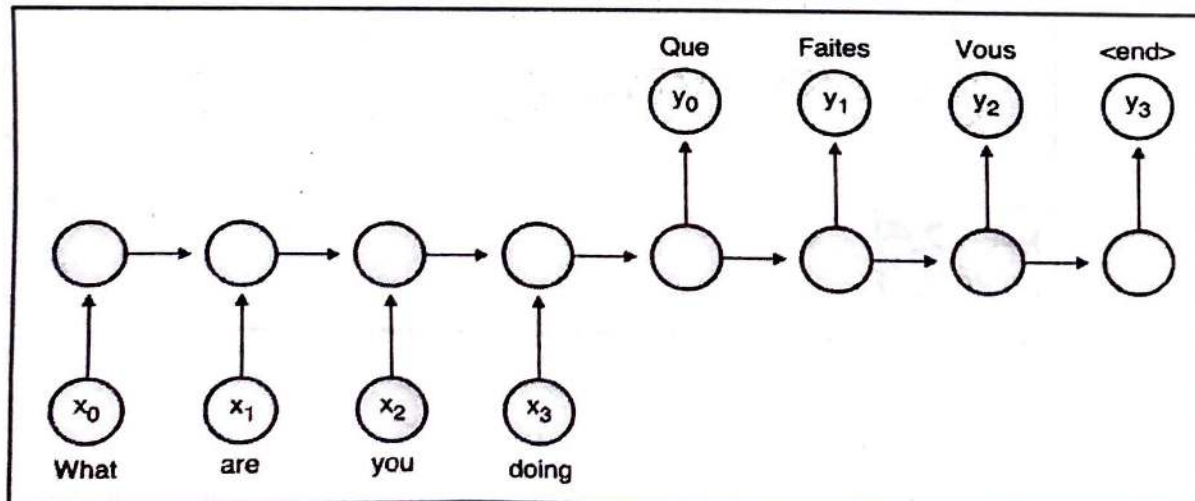 Que Faites Vous <end>
y0 y1 y2 y3
x0 x1 x2 x3
What are you doing